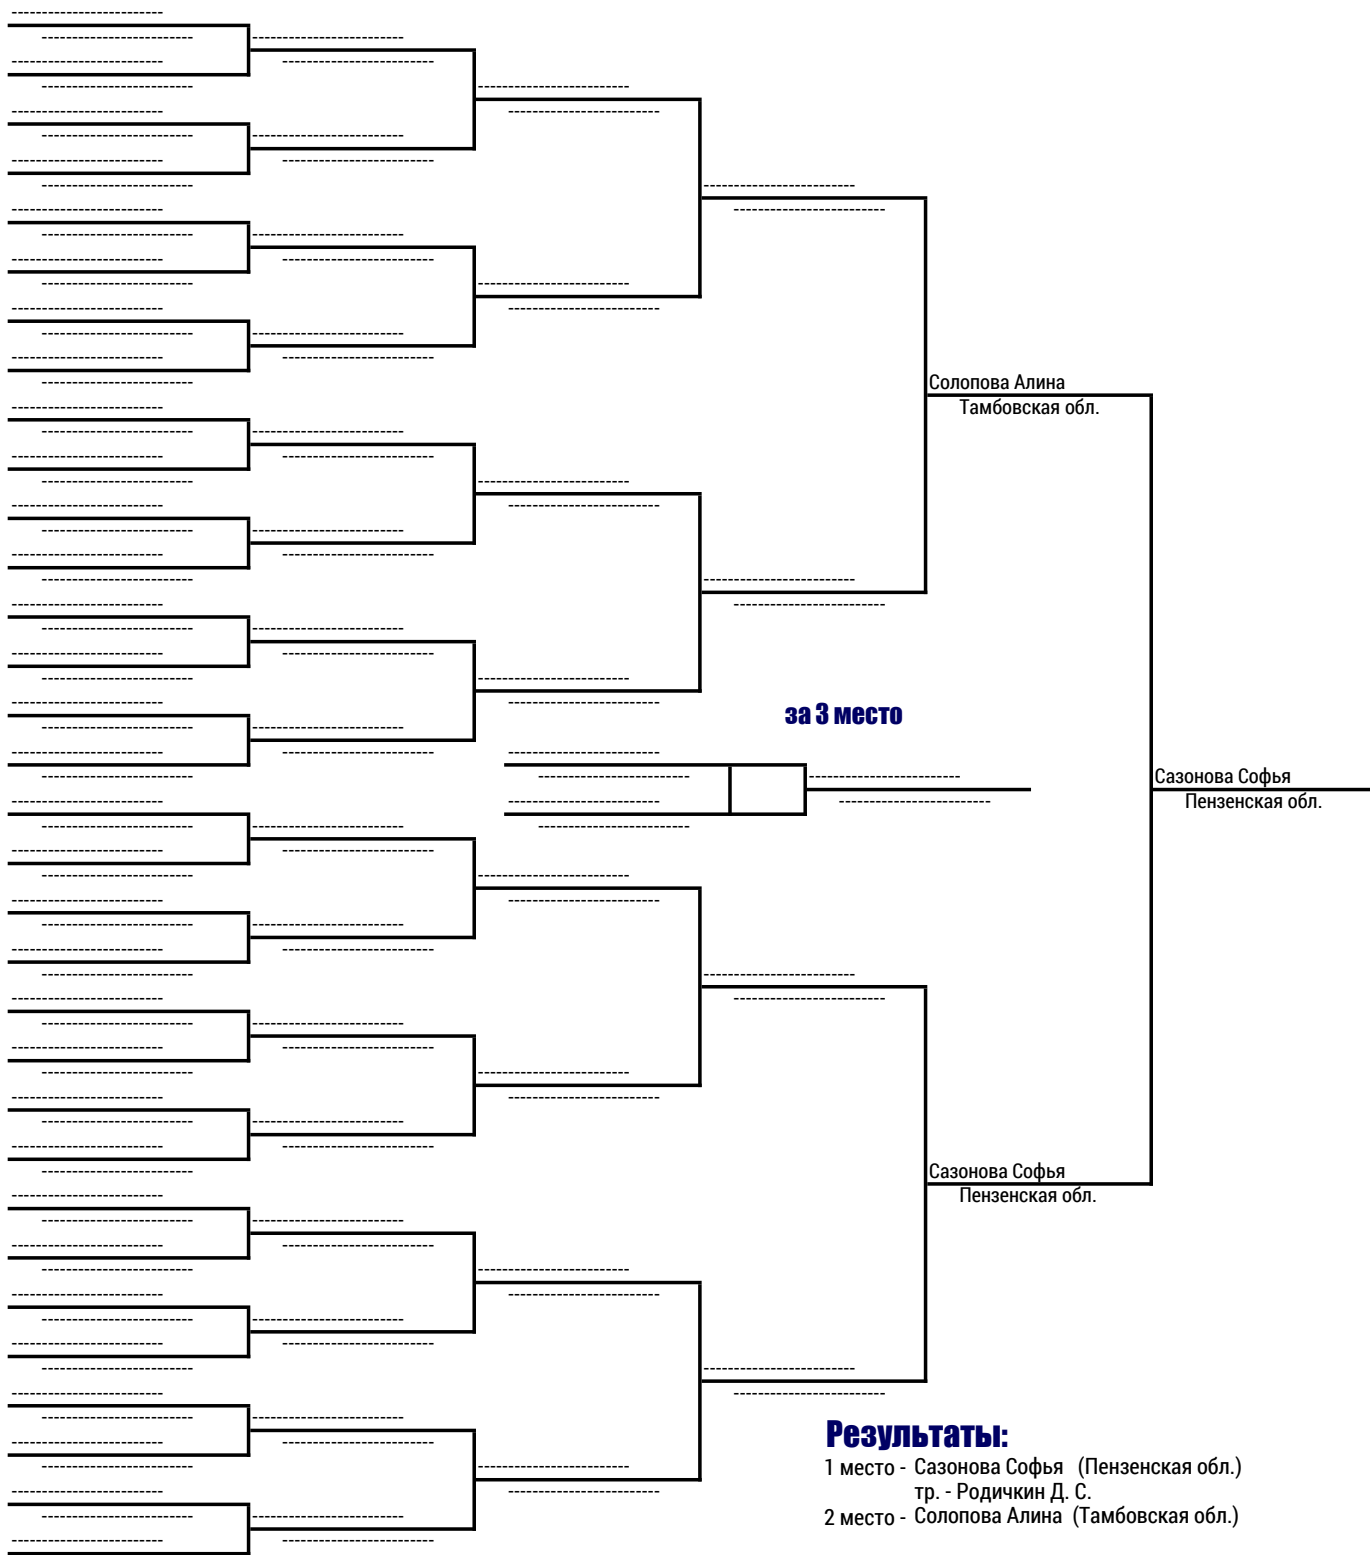 Солопова Алина
Тамбовская обл.
за 3 место
Сазонова Софья
Пензенская обл.
Сазонова Софья
Пензенская обл.
Результаты:
1 место - Сазонова Софья (Пензенская обл.)
тр. - Родичкин Д. С.
2 место - Солопова Алина (Тамбовская обл.)